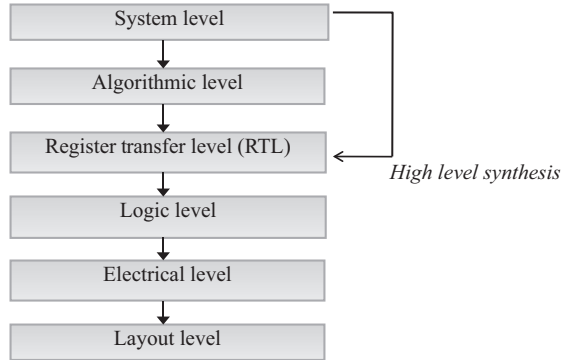 System level
Algorithmic level
Register transfer level (RTL)
High level synthesis
Logic level
Electrical level
Layout level